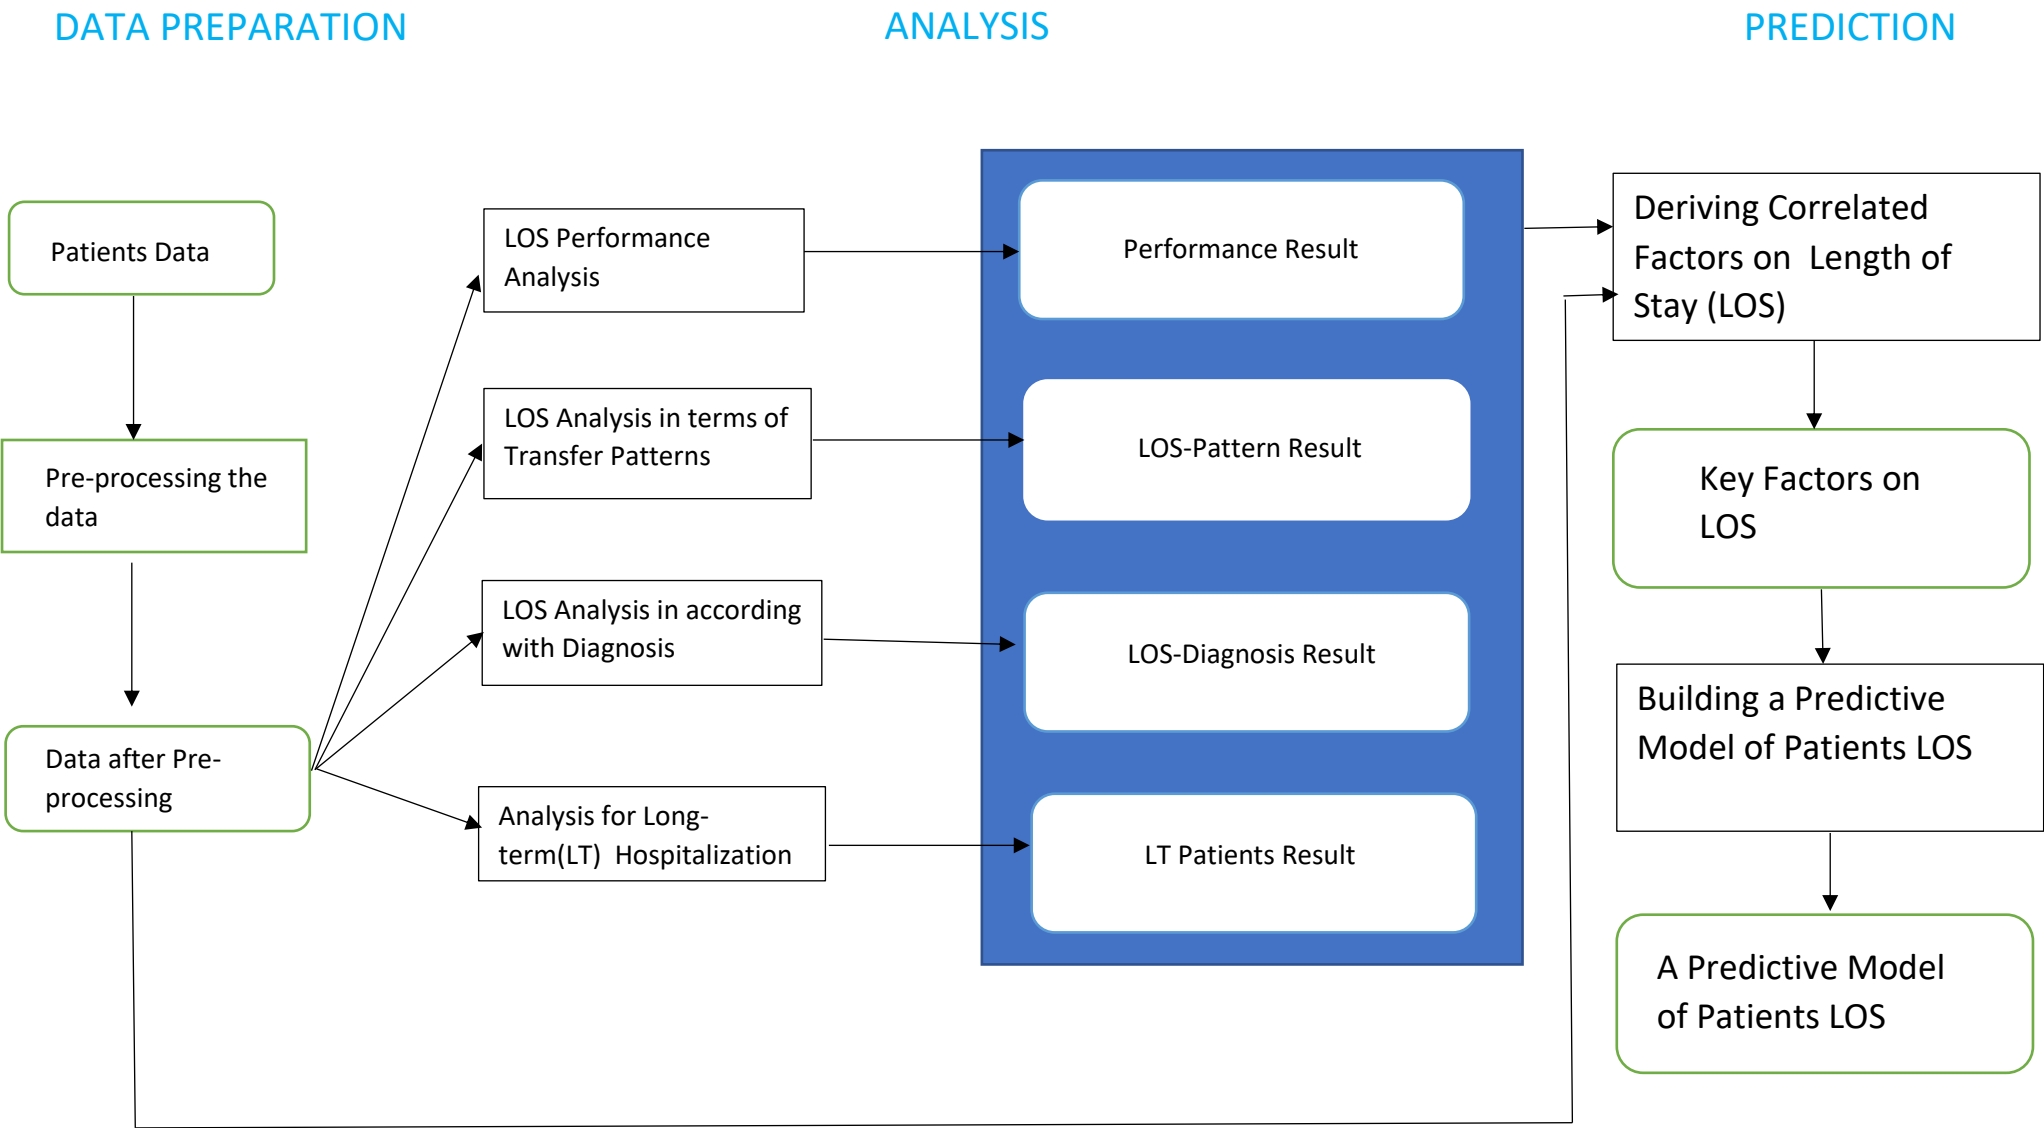 DATA PREPARATION
ANALYSIS
PREDICTION
Patients Data
Pre-processing the
data
Data after Pre-
processing
LOS Performance
Analysis
LOS Analysis in terms of
Transfer Patterns
LOS Analysis in according
with Diagnosis
Analysis for Long-
term(LT)  Hospitalization
Performance Result
LOS-Pattern Result
LOS-Diagnosis Result
LT Patients Result
Deriving Correlated
Factors on  Length of
Stay (LOS)
Key Factors on
LOS
Building a Predictive
Model of Patients LOS
A Predictive Model
of Patients LOS